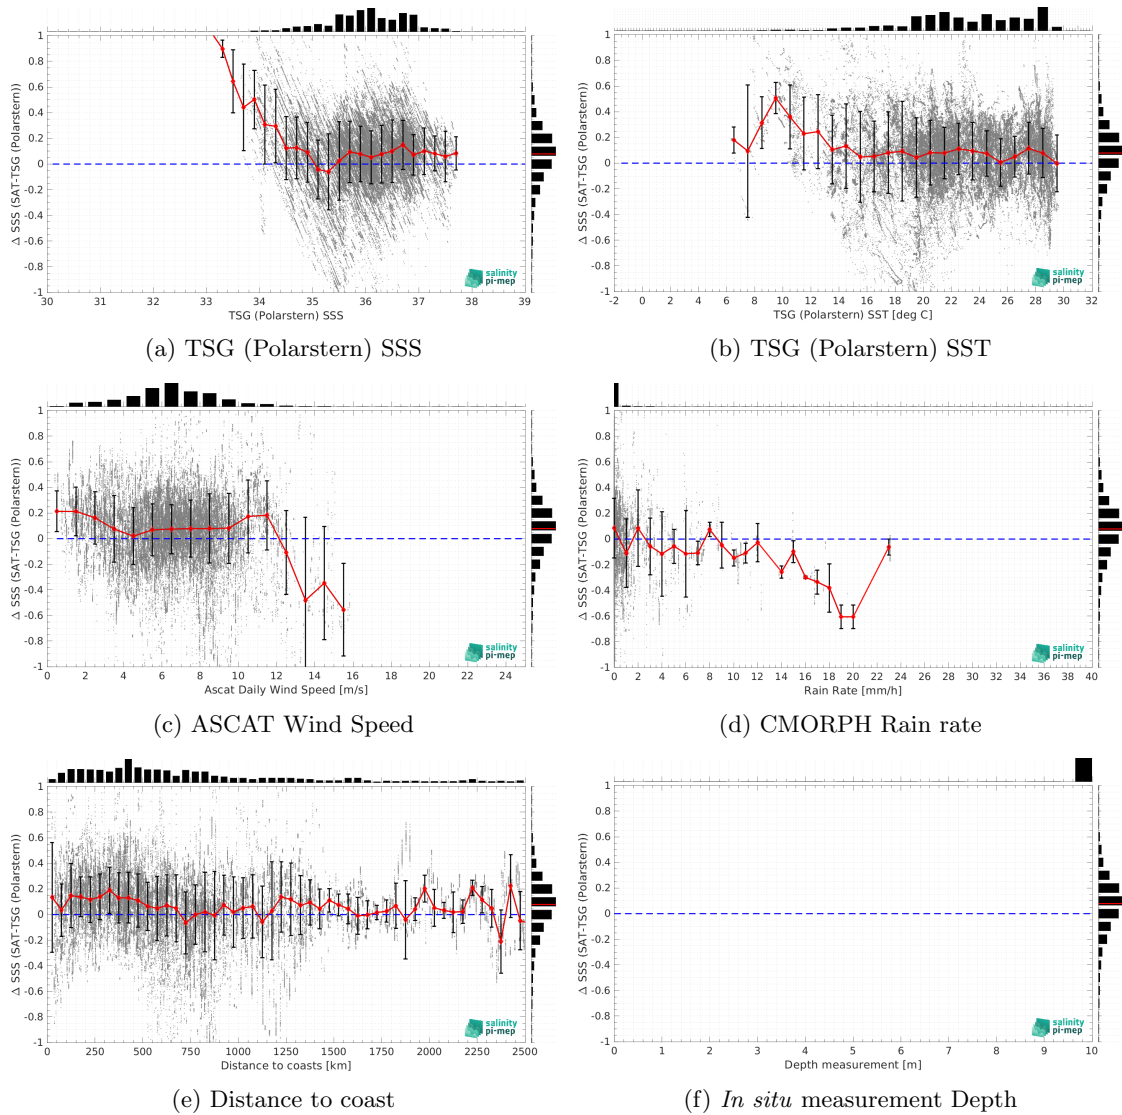 Δ SSS (SAT-TSG (Polarstern))
1
0.8
0.6
0.4
0.2
0
-0.2
-0.4
-0.6
-0.8
-1
30 31 32 33 34 35 36 37 38 39
TSG (Polarstern) SSS
salinity
pi-mep
(a) TSG (Polarstern) SSS
Δ SSS (SAT-TSG (Polarstern))
1
0.8
0.6
0.4
0.2
0
-0.2
-0.4
-0.6
-0.8
-1
-2 0 2 4 6 8 10 12 14 16 18 20 22 24 26 28 30 32
TSG (Polarstern) SST [deg C]
salinity
pi-mep
(b) TSG (Polarstern) SST
Δ SSS (SAT-TSG (Polarstern))
1
0.8
0.6
0.4
0.2
0
-0.2
-0.4
-0.6
-0.8
-1
0 2 4 6 8 10 12 14 16 18 20 22 24
Ascat Daily Wind Speed [m/s]
salinity
pi-mep
(c) ASCAT Wind Speed
Δ SSS (SAT-TSG (Polarstern))
1
0.8
0.6
0.4
0.2
0
-0.2
-0.4
-0.6
-0.8
-1
0 2 4 6 8 10 12 14 16 18 20 22 24 26 28 30 32 34 36 38 40
Rain Rate [mm/h]
salinity
pi-mep
(d) CMORPH Rain rate
Δ SSS (SAT-TSG (Polarstern))
1
0.8
0.6
0.4
0.2
0
-0.2
-0.4
-0.6
-0.8
-1
0 250 500 750 1000 1250 1500 1750 2000 2250 2500
Distance to coasts [km]
salinity
pi-mep
(e) Distance to coast
Δ SSS (SAT-TSG (Polarstern))
1
0.8
0.6
0.4
0.2
0
-0.2
-0.4
-0.6
-0.8
-1
0 1 2 3 4 5 6 7 8 9 10
Depth measurement [m]
salinity
pi-mep
(f) In situ measurement Depth